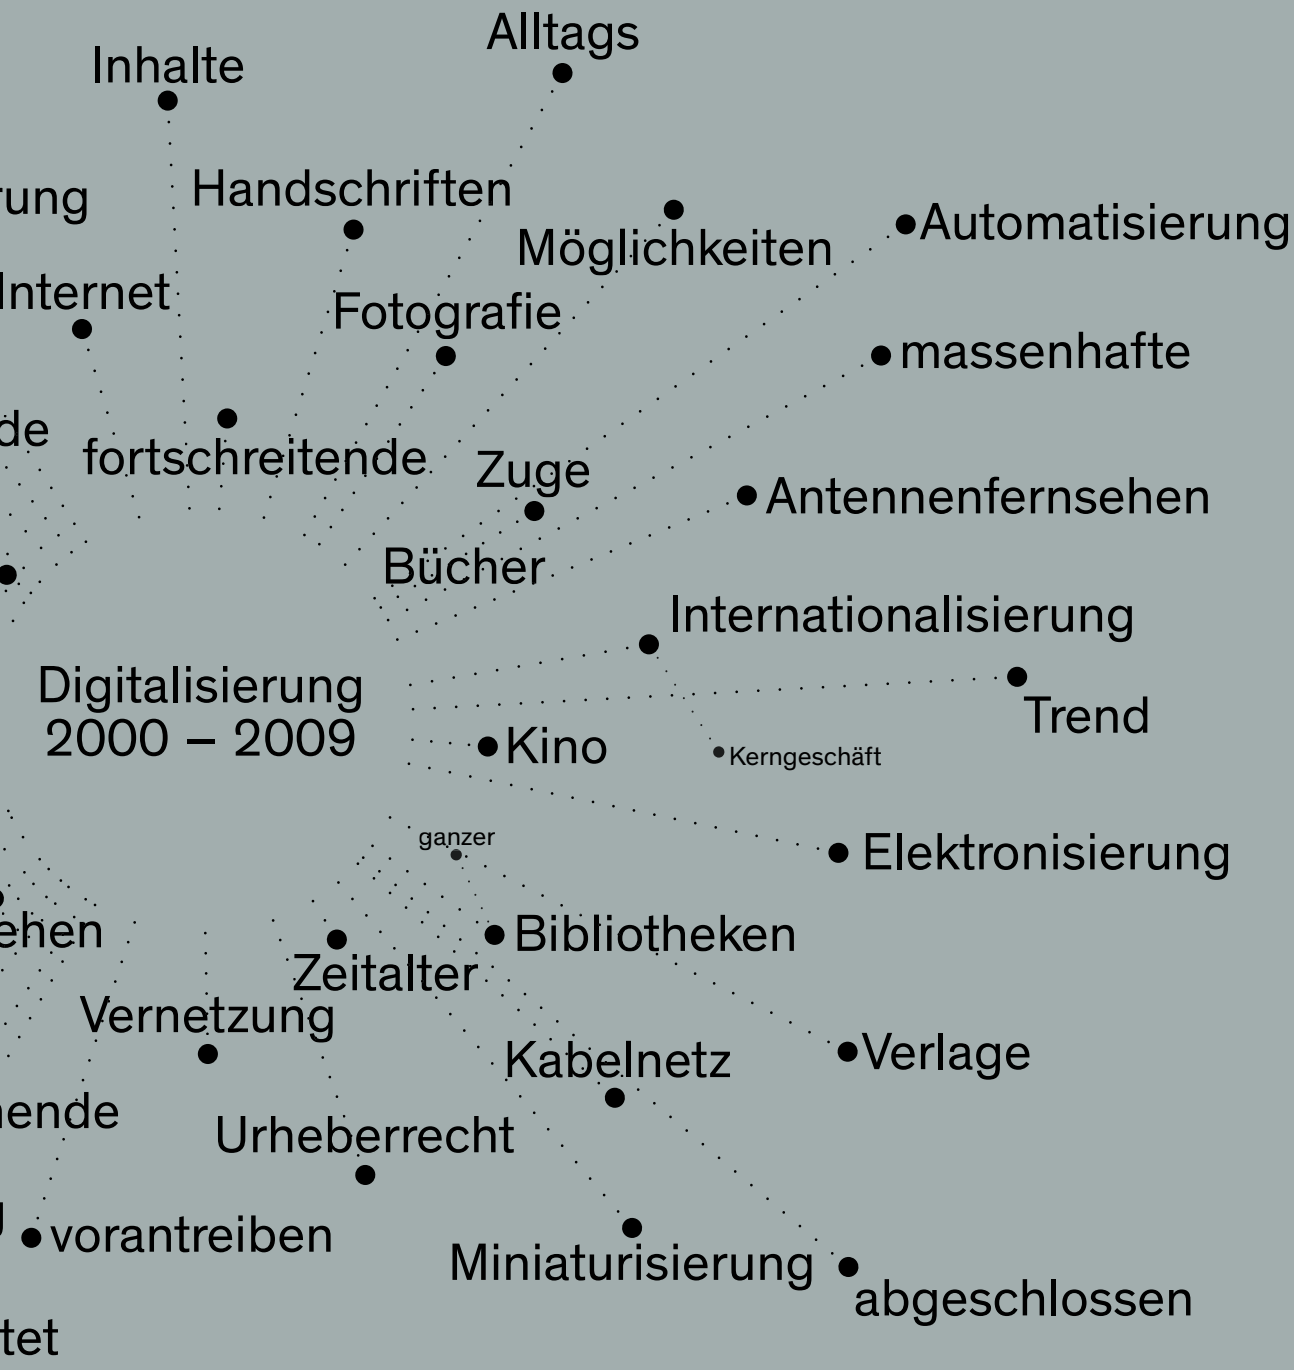 Alltags
Inhalte
Handschriften
rung
Möglichkeiten
Automatisierung
Internet
Fotografie
massenhafte
de
fortschreitende
Zuge
Antennenfernsehen
Bücher
Internationalisierung
Digitalisierung
2000 – 2009
Trend
Kino
Kerngeschäft
ganzer
Elektronisierung
ehen
Bibliotheken
Zeitalter
Vernetzung
Kabelnetz
Verlage
ende
Urheberrecht
vorantreiben
Miniaturisierung
abgeschlossen
tet